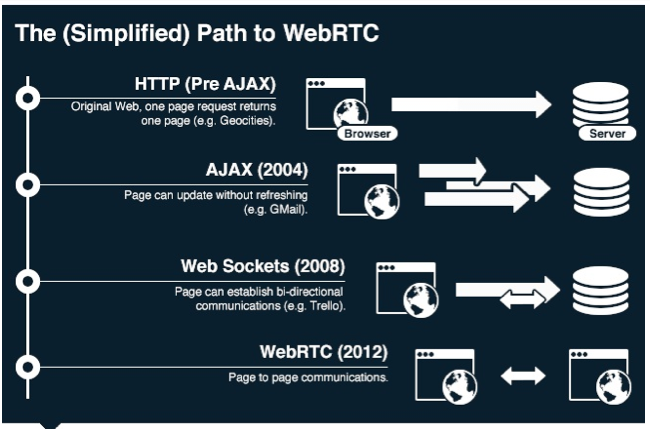 The (Simplified) Path to WebRTC
HTTP (Pre AJAX)
Original Web, one page request returns
one page (e.g. Geocities).
Browser
Server
AJAX (2004)
Page can update without refreshing
(e.g. GMail).
Web Sockets (2008)
Page can establish bi-directional
communications (e.g. Trello).
WebRTC (2012)
Page to page communications.